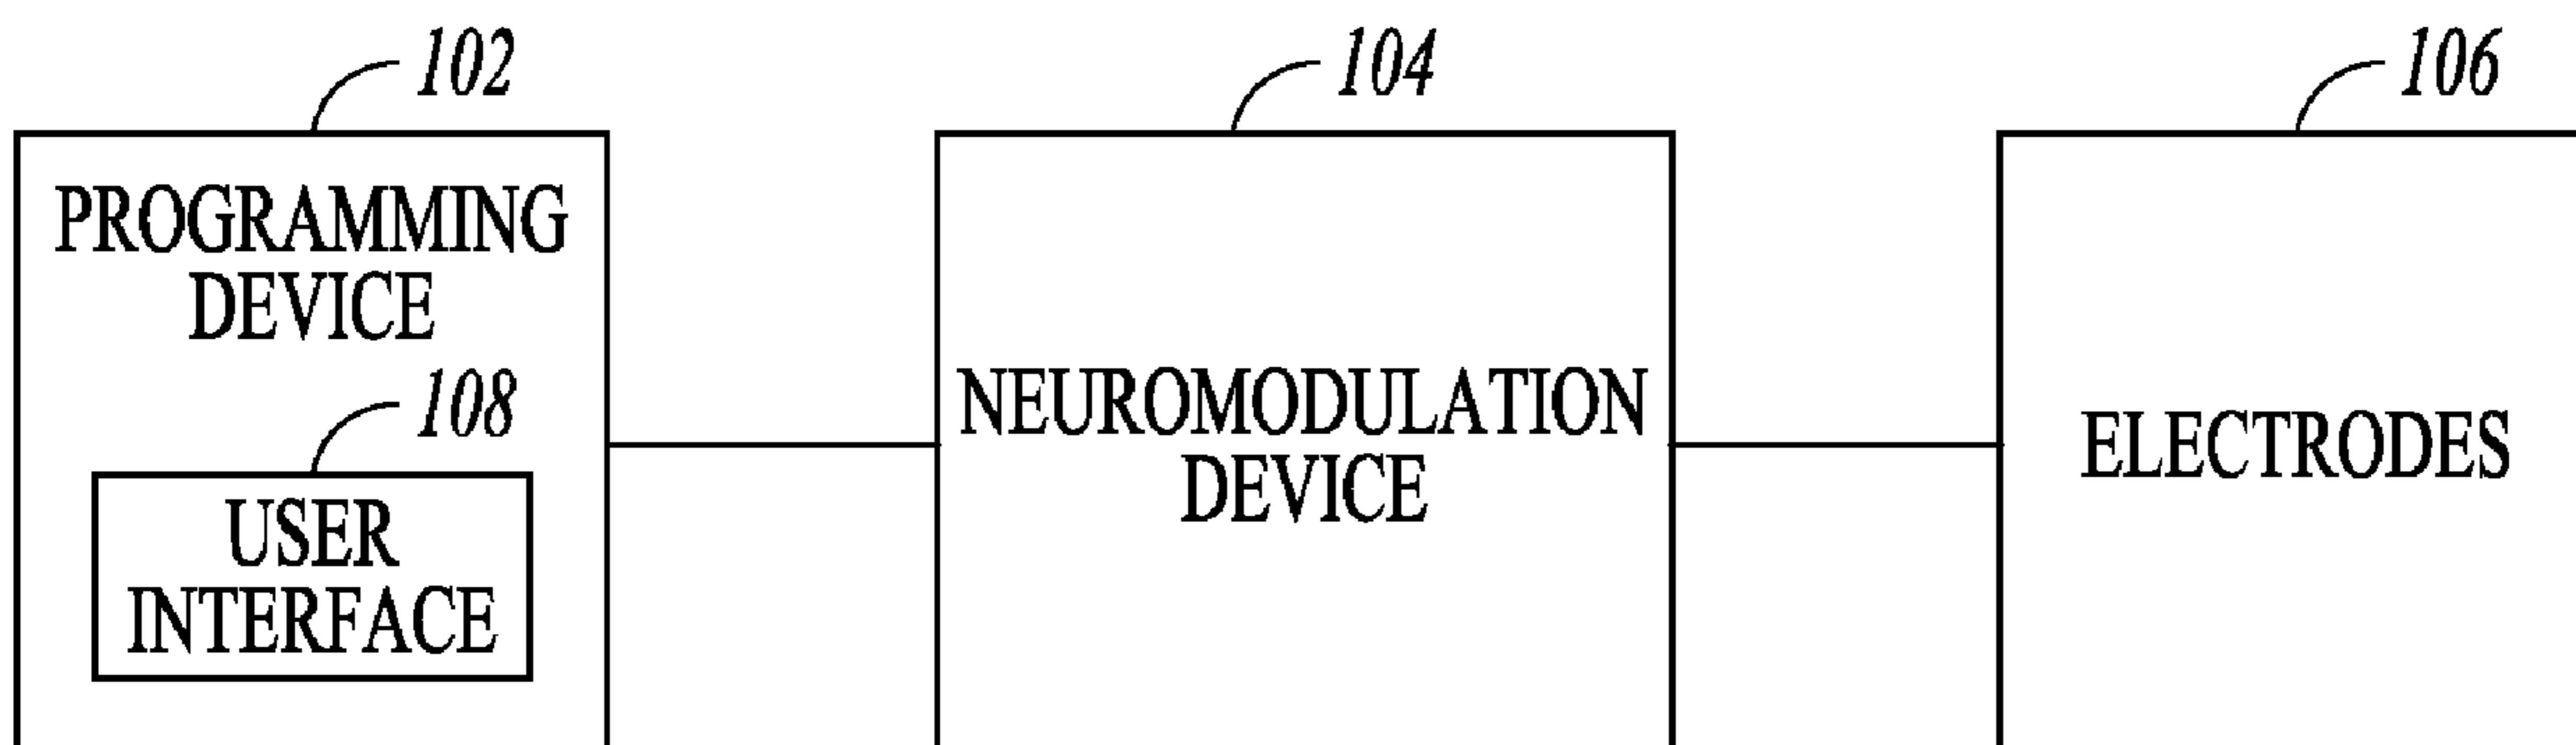 102
PROGRAMMING
DEVICE
108
USER
INTERFACE
104
NEUROMODULATION
DEVICE
106
ELECTRODES